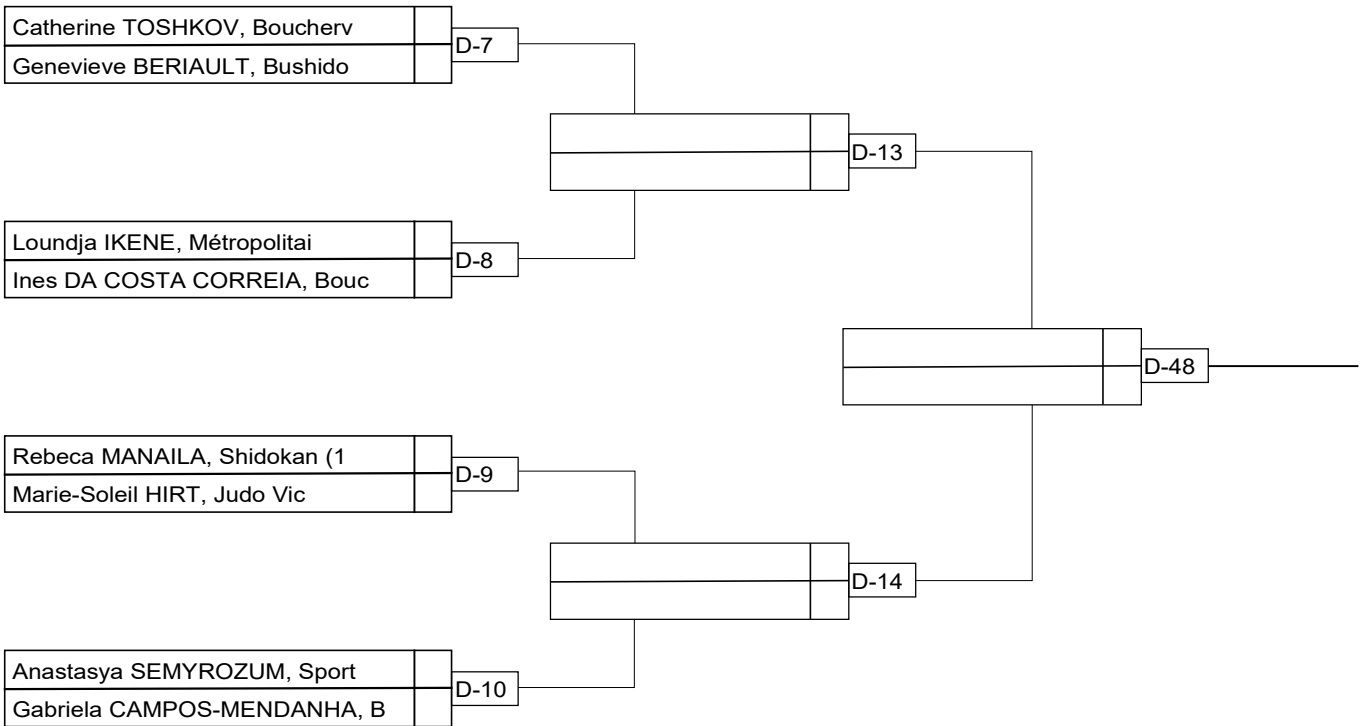 Catherine TOSHKOV, Boucherv
D-7
Genevieve BERIAULT, Bushido
D-13
Loundja IKENE, Métropolitai
D-8
Ines DA COSTA CORREIA, Bouc
D-48
Rebeca MANAILA, Shidokan (1
D-9
Marie-Soleil HIRT, Judo Vic
D-14
Anastasya SEMYROZUM, Sport
D-10
Gabriela CAMPOS-MENDANHA, B